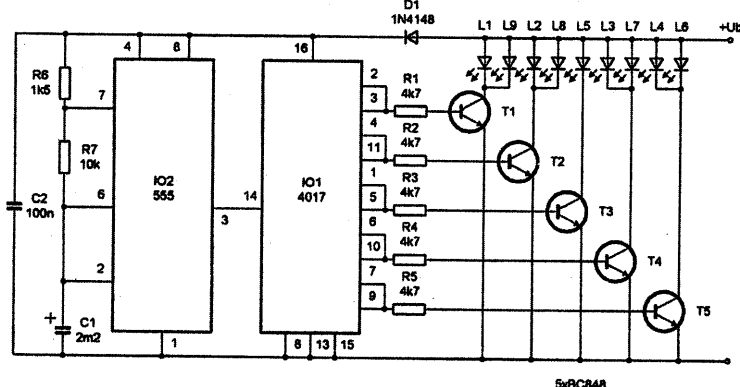 D1
1N4148
L1 L9 L2 L8 L5 L3 L7 L4 L6
+Ub
4 8 16
R6
1k5
7
2
R1
4k7
3
T1
4
R2
4k7
11
T2
R7
10k
1
R3
4k7
5
T3
6
IO2
555
14
3
IO1
4017
C2
100n
6
R4
4k7
10
T4
2
7
R5
4k7
9
T5
+
C1
2m2
1
8 13 15
5xBC848